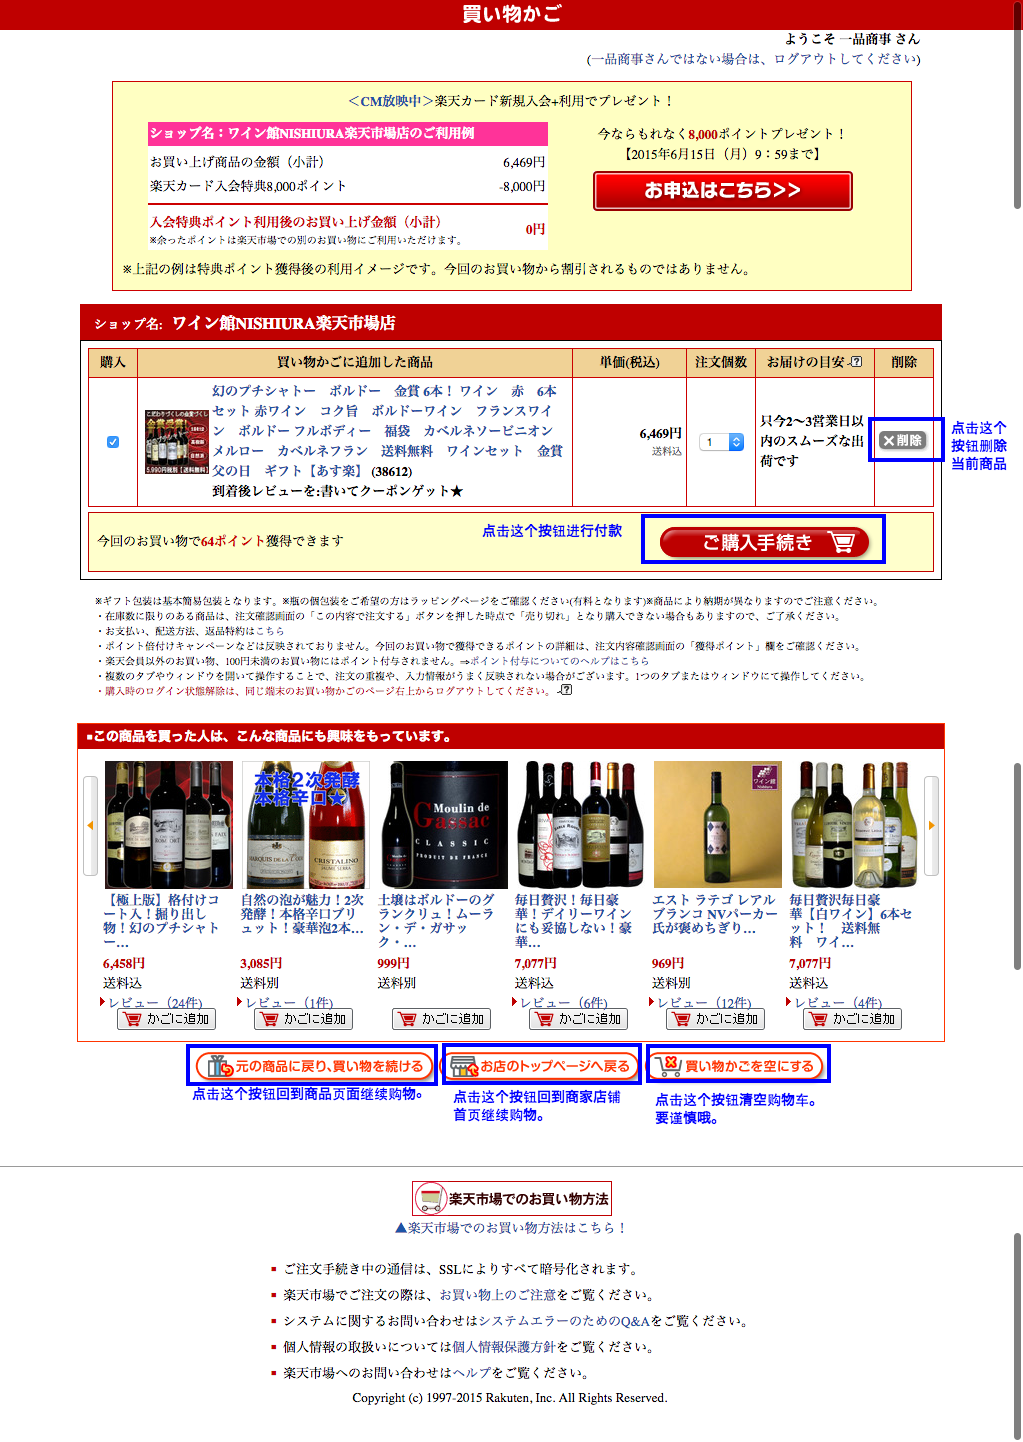 買い物かご
ようこそ 一品商事 さん
(一品商事さんではない場合は、ログアウトしてください)
＜CM放映中＞楽天カード新規入会+利用でプレゼント！
ショップ名：ワイン館NISHIURA楽天市場店のご利用例
お買い上げ商品の金額（小計） 6,469円
楽天カード入会特典8,000ポイント -8,000円
入会特典ポイント利用後のお買い上げ金額（小計） 0円
※余ったポイントは楽天市場での別のお買い物にご利用いただけます。
今ならもれなく8,000ポイントプレゼント！
【2015年6月15日（月）9：59まで】
お申込はこちら>>
※上記の例は特典ポイント獲得後の利用イメージです。今回のお買い物から割引されるものではありません。
ショップ名: ワイン館NISHIURA楽天市場店
購入 買い物かごに追加した商品 単価(税込) 注文個数 お届けの目安 削除
幻のプチシャトー　ボルドー　金賞 6本！ ワイン　赤　6本
セット 赤ワイン　コク旨　ボルドーワイン　フランスワイ
ン　ボルドー フルボディー　福袋　カベルネソービニオン
メルロー　カベルネフラン　送料無料　ワインセット　金賞
父の日　ギフト【あす楽】 (38612)
到着後レビューを:書いてクーポンゲット★
6,469円
送料込
1
只今2～3営業日以
内のスムーズな出
荷です
削除
点击这个
按钮删除
当前商品
今回のお買い物で64ポイント獲得できます
点击这个按钮进行付款
ご購入手続き
※ギフト包装は基本簡易包装となります。※瓶の個包装をご希望の方はラッピングページをご確認ください(有料となります)※商品により納期が異なりますのでご注意ください。
・在庫数に限りのある商品は、注文確認画面の「この内容で注文する」ボタンを押した時点で「売り切れ」となり購入できない場合もありますので、ご了承ください。
・お支払い、配送方法、返品特約はこちら
・ポイント倍付けキャンペーンなどは反映されておりません。今回のお買い物で獲得できるポイントの詳細は、注文内容確認画面の「獲得ポイント」欄をご確認ください。
・楽天会員以外のお買い物、100円未満のお買い物にはポイント付与されません。⇒ポイント付与についてのヘルプはこちら
・複数のタブやウィンドウを開いて操作することで、注文の重複や、入力情報がうまく反映されない場合がございます。1つのタブまたはウィンドウにて操作してください。
・購入時のログイン状態解除は、同じ端末のお買い物かごのページ右上からログアウトしてください。
■この商品を買った人は、こんな商品にも興味をもっています。
本格2次発酵
本格辛口★
Moulin de
Gassac
CLASSIC
PRODUIT DE FRANCE
CRISTALINO
ワイン館
【極上版】格付けコ
ート入！掘り出し
物！幻のプチシャト
ー…
6,458円
送料込
レビュー（24件）
かごに追加
自然の泡が魅力！2次
発酵！本格辛口ブリ
ュット！豪華泡2本…
3,085円
送料別
レビュー（1件）
かごに追加
土壌はボルドーのグ
ランクリュ！ムーラ
ン・デ・ガサッ
ク・…
999円
送料別
かごに追加
毎日贅沢！毎日豪
華！デイリーワイン
にも妥協しない！豪
華…
7,077円
送料込
レビュー（6件）
かごに追加
エスト ラテゴ レアル
ブランコ NVパーカー
氏が褒めちぎり…
969円
送料別
レビュー（12件）
かごに追加
毎日贅沢毎日豪
華【白ワイン】6本セ
ット！　送料無
料　ワイ…
7,077円
送料込
レビュー（4件）
かごに追加
元の商品に戻り、買い物を続ける
お店のトップページへ戻る
買い物かごを空にする
点击这个按钮回到商品页面继续购物。
点击这个按钮回到商家店铺
首页继续购物。
点击这个按钮清空购物车。
要谨慎哦。
楽天市場でのお買い物方法
▲楽天市場でのお買い物方法はこちら！
ご注文手続き中の通信は、SSLによりすべて暗号化されます。
楽天市場でご注文の際は、お買い物上のご注意をご覧ください。
システムに関するお問い合わせはシステムエラーのためのQ&Aをご覧ください。
個人情報の取扱いについては個人情報保護方針をご覧ください。
楽天市場へのお問い合わせはヘルプをご覧ください。
Copyright (c) 1997-2015 Rakuten, Inc. All Rights Reserved.